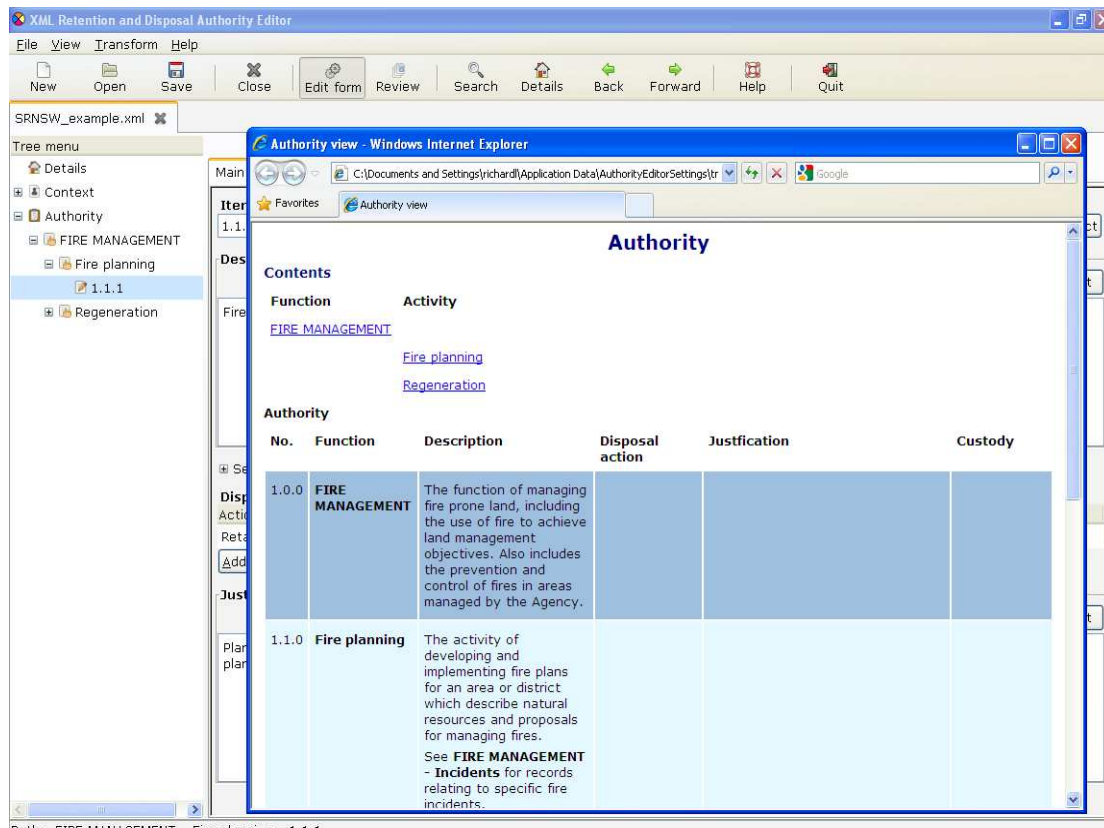 XML Retention and Disposal Authority Editor
File View Transform Help
New Open Save Close Edit form Review Search Details Back Forward Help Quit
SRNSW_example.xml
Tree menu
Details
Context
Authority
FIRE MANAGEMENT
Fire planning
1.1.1
Regeneration
Main
Authority view - Windows Internet Explorer
C:\Documents and Settings\richardl\Application Data\AuthorityEditorSettings\tr
Google
Favorites Authority view
Authority
Contents
Function Activity
FIRE MANAGEMENT
Fire planning
Regeneration
Authority
No. Function Description Disposal action Justfication Custody
1.0.0 FIRE MANAGEMENT
The function of managing
fire prone land, including
the use of fire to achieve
land management
objectives. Also includes
the prevention and
control of fires in areas
managed by the Agency.
1.1.0 Fire planning
The activity of
developing and
implementing fire plans
for an area or district
which describe natural
resources and proposals
for managing fires.
See FIRE MANAGEMENT
- Incidents for records
relating to specific fire
incidents.